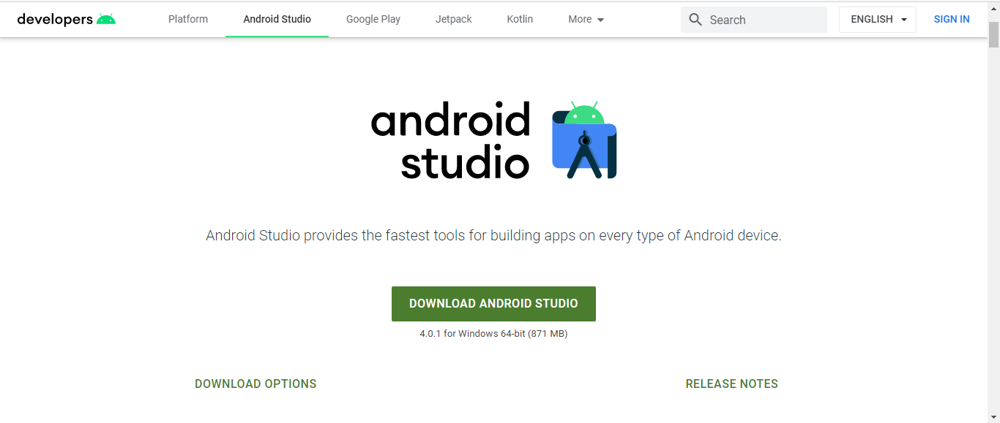 developers Platform Android Studio Google Play Jetpack Kotlin More Search ENGLISH SIGN IN
android
studio
Android Studio provides the fastest tools for building apps on every type of Android device.
DOWNLOAD ANDROID STUDIO
4.0.1 for Windows 64-bit (871 MB)
DOWNLOAD OPTIONS RELEASE NOTES